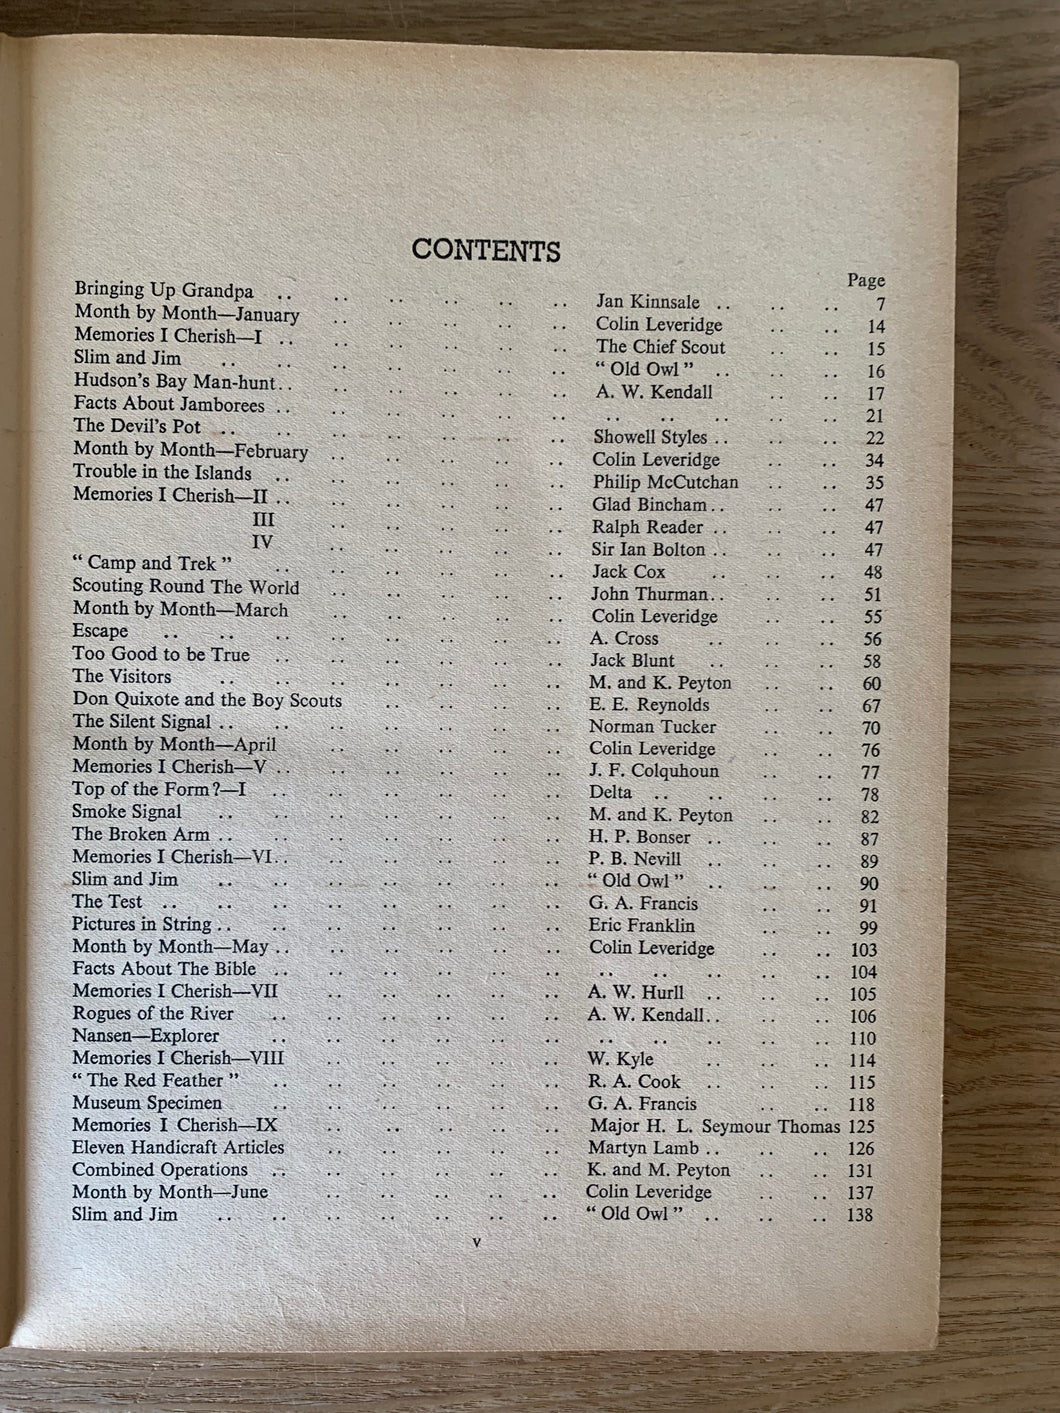 CONTENTS
Page
Bringing Up Grandpa .. .. .. .. .. .. Jan Kinnsale .. .. .. 7
Month by Month—January .. .. .. .. .. Colin Leveridge .. .. 14
Memories I Cherish—I .. .. .. .. .. .. The Chief Scout .. .. 15
Slim and Jim .. .. .. .. .. .. .. “ Old Owl ” .. .. .. 16
Hudson's Bay Man-hunt .. .. .. .. .. .. A. W. Kendall .. .. 17
Facts About Jamborees .. .. .. .. .. .. .. .. .. .. .. 21
The Devil's Pot .. .. .. .. .. .. .. Showell Styles .. .. .. 22
Month by Month—February .. .. .. .. .. Colin Leveridge .. .. 34
Trouble in the Islands .. .. .. .. .. .. Philip McCutchan .. .. 35
Memories I Cherish—II .. .. .. .. .. .. Glad Bincham .. .. .. 47
III .. .. .. .. .. Ralph Reader .. .. .. 47
IV .. .. .. .. .. Sir Ian Bolton .. .. .. 47
“ Camp and Trek ” .. .. .. .. .. .. Jack Cox .. .. .. 48
Scouting Round The World .. .. .. .. .. John Thurman .. .. .. 51
Month by Month—March .. .. .. .. .. Colin Leveridge .. .. 55
Escape .. .. .. .. .. .. .. .. A. Cross .. .. .. 56
Too Good to be True .. .. .. .. .. .. Jack Blunt .. .. .. 58
The Visitors .. .. .. .. .. .. .. M. and K. Peyton .. .. 60
Don Quixote and the Boy Scouts .. .. .. .. E. E. Reynolds .. .. 67
The Silent Signal .. .. .. .. .. .. .. Norman Tucker .. .. 70
Month by Month—April .. .. .. .. .. Colin Leveridge .. .. 76
Memories I Cherish—V .. .. .. .. .. .. J. F. Colquhoun .. .. 77
Top of the Form?—I .. .. .. .. .. .. Delta .. .. .. .. 78
Smoke Signal .. .. .. .. .. .. .. M. and K. Peyton .. .. 82
The Broken Arm .. .. .. .. .. .. .. H. P. Bonser .. .. .. 87
Memories I Cherish—VI .. .. .. .. .. .. P. B. Nevill .. .. .. 89
Slim and Jim .. .. .. .. .. .. .. “ Old Owl ” .. .. .. 90
The Test .. .. .. .. .. .. .. .. G. A. Francis .. .. 91
Pictures in String .. .. .. .. .. .. .. Eric Franklin .. .. 99
Month by Month—May .. .. .. .. .. .. Colin Leveridge .. .. 103
Facts About The Bible .. .. .. .. .. .. .. .. .. .. .. 104
Memories I Cherish—VII .. .. .. .. .. A. W. Hurll .. .. .. 105
Rogues of the River .. .. .. .. .. .. A. W. Kendall .. .. .. 106
Nansen—Explorer .. .. .. .. .. .. .. .. .. .. .. 110
Memories I Cherish—VIII .. .. .. .. .. W. Kyle .. .. .. 114
“ The Red Feather ” .. .. .. .. .. .. R. A. Cook .. .. .. 115
Museum Specimen .. .. .. .. .. .. G. A. Francis .. .. 118
Memories I Cherish—IX .. .. .. .. .. Major H. L. Seymour Thomas 125
Eleven Handicraft Articles .. .. .. .. .. Martyn Lamb .. .. .. 126
Combined Operations .. .. .. .. .. .. K. and M. Peyton .. .. 131
Month by Month—June .. .. .. .. .. Colin Leveridge .. .. 137
Slim and Jim .. .. .. .. .. .. .. “ Old Owl ” .. .. .. 138
v